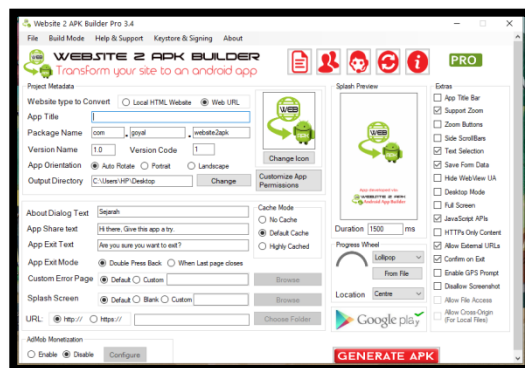 Website 2 APK Builder Pro 3.4
File Build Mode Help & Support Keystore & Signing About
WEBSITE 2 APK BUILDER
Transform your site to an android app
PRO
Project Metadata
Website type to Convert Local HTML Website Web URL
App Title
Package Name com . goyal . website2apk
Version Name 1.0 Version Code 1
App Orientation Auto Rotate Portrait Landscape
Output Directory C:\Users\HP\Desktop Change
WEB
Change Icon
Customize App
Permissions
About Dialog Text Sejarah
App Share text Hi there, Give this app a try.
App Exit Text Are you sure you want to exit?
App Exit Mode Double Press Back When Last page closes
Custom Error Page Default Custom Browse
Splash Screen Default Blank Custom Browse
URL: http:// https:// Choose Folder
Cache Mode
No Cache
Default Cache
Highly Cached
AdMob Monetization
Enable Disable Configure
Splash Preview
WEB
WEBSITE 2 APK
Android App Builder
Duration 1500 ms
Progress Wheel
Lollipop
From File
Location Centre
Google play
GENERATE APK
Extras
App Title Bar
Support Zoom
Zoom Buttons
Side ScrollBars
Text Selection
Save Form Data
Hide WebView UA
Desktop Mode
Full Screen
JavaScript APIs
HTTPs Only Content
Allow External URLs
Confirm on Exit
Enable GPS Prompt
Disallow Screenshot
Allow File Access
Allow Cross-Origin
(For Local Files)